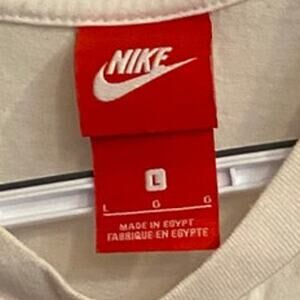 NIKE
L
L G G
MADE IN EGYPT
FABRIQUE EN EGYPTE